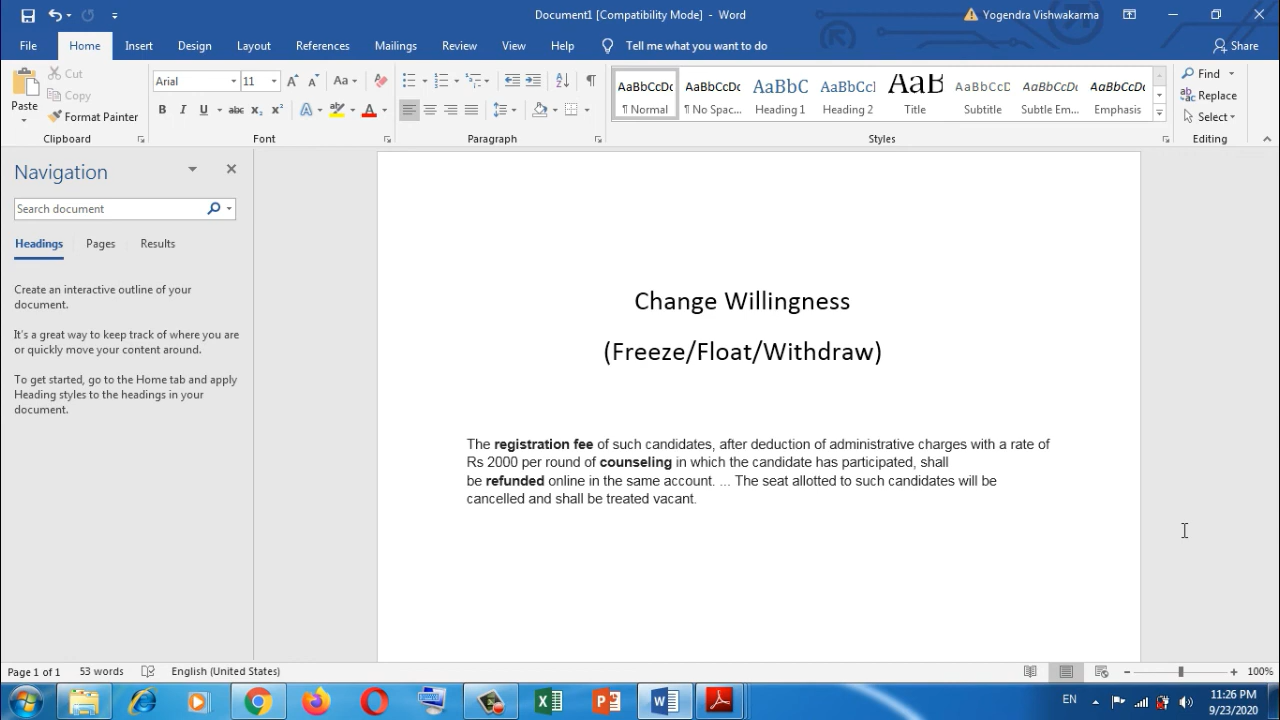 Document1 [Compatibility Mode] - Word
Yogendra Vishwakarma
File Home Insert Design Layout References Mailings Review View Help Tell me what you want to do Share
Paste
Cut
Copy
Format Painter
Clipboard
Arial 11
Font
Paragraph
AaBbCcDc AaBbCcDc AaBbC AaBbCcI AaB AaBbCcDc AaBbCcDc AaBbCcDc
¶ Normal ¶ No Spac... Heading 1 Heading 2 Title Subtitle Subtle Em... Emphasis
Styles
Find
Replace
Select
Editing
Navigation
Search document
Headings Pages Results
Create an interactive outline of your
document.
It's a great way to keep track of where you are
or quickly move your content around.
To get started, go to the Home tab and apply
Heading styles to the headings in your
document.
Change Willingness
(Freeze/Float/Withdraw)
The registration fee of such candidates, after deduction of administrative charges with a rate of
Rs 2000 per round of counseling in which the candidate has participated, shall
be refunded online in the same account. ... The seat allotted to such candidates will be
cancelled and shall be treated vacant.
Page 1 of 1 53 words English (United States) 100%
EN
11:26 PM
9/23/2020